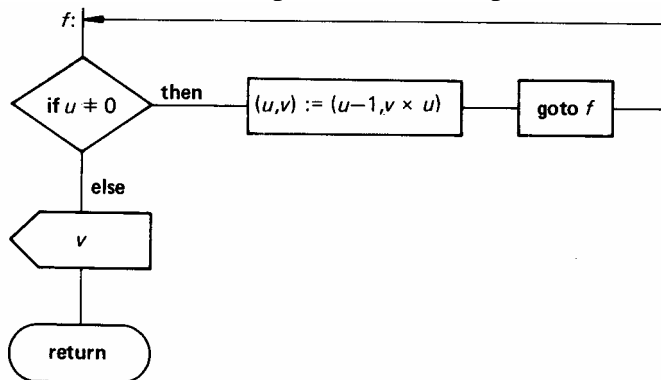 f:
if u ≠ 0
then
(u,v) := (u−1,v × u)
goto f
else
v
return